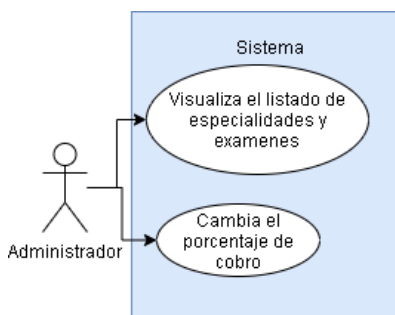 Sistema
Visualiza el listado de
especialidades y
examenes
Administrador
Cambia el
porcentaje de
cobro